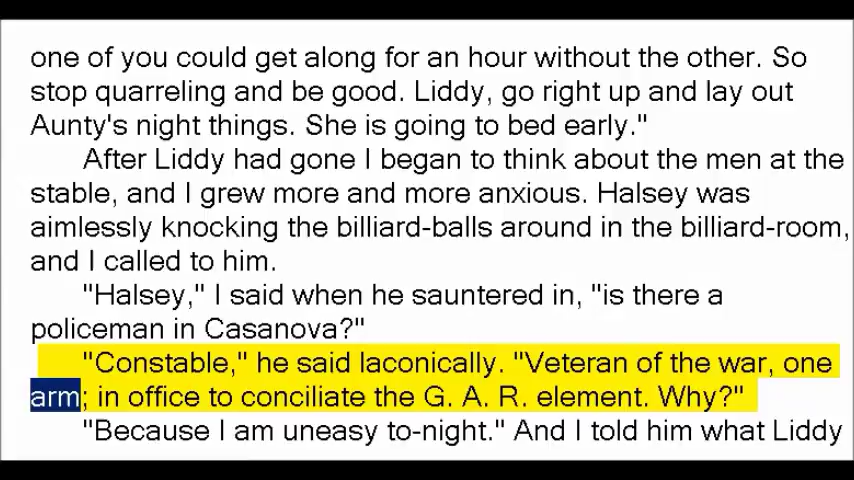 one of you could get along for an hour without the other. So
stop quarreling and be good. Liddy, go right up and lay out
Aunty's night things. She is going to bed early."
After Liddy had gone I began to think about the men at the
stable, and I grew more and more anxious. Halsey was
aimlessly knocking the billiard-balls around in the billiard-room,
and I called to him.
"Halsey," I said when he sauntered in, "is there a
policeman in Casanova?"
"Constable," he said laconically. "Veteran of the war, one
arm; in office to conciliate the G. A. R. element. Why?"
"Because I am uneasy to-night." And I told him what Liddy